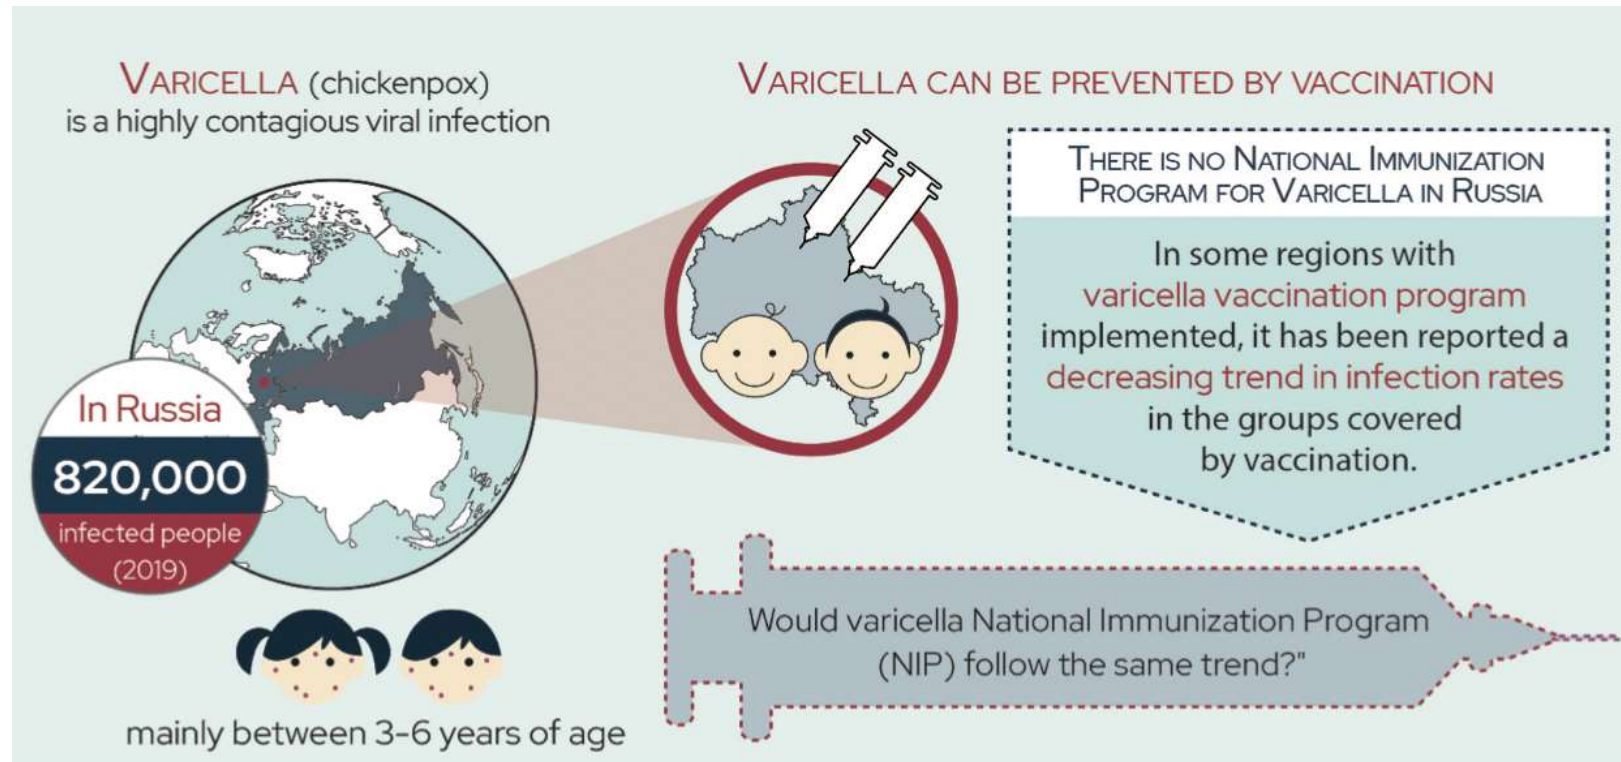 VARICELLA (chickenpox)
is a highly contagious viral infection
In Russia
820,000
infected people
(2019)
mainly between 3-6 years of age
VARICELLA CAN BE PREVENTED BY VACCINATION
THERE IS NO NATIONAL IMMUNIZATION
PROGRAM FOR VARICELLA IN RUSSIA
In some regions with
varicella vaccination program
implemented, it has been reported a
decreasing trend in infection rates
in the groups covered
by vaccination.
Would varicella National Immunization Program
(NIP) follow the same trend?"